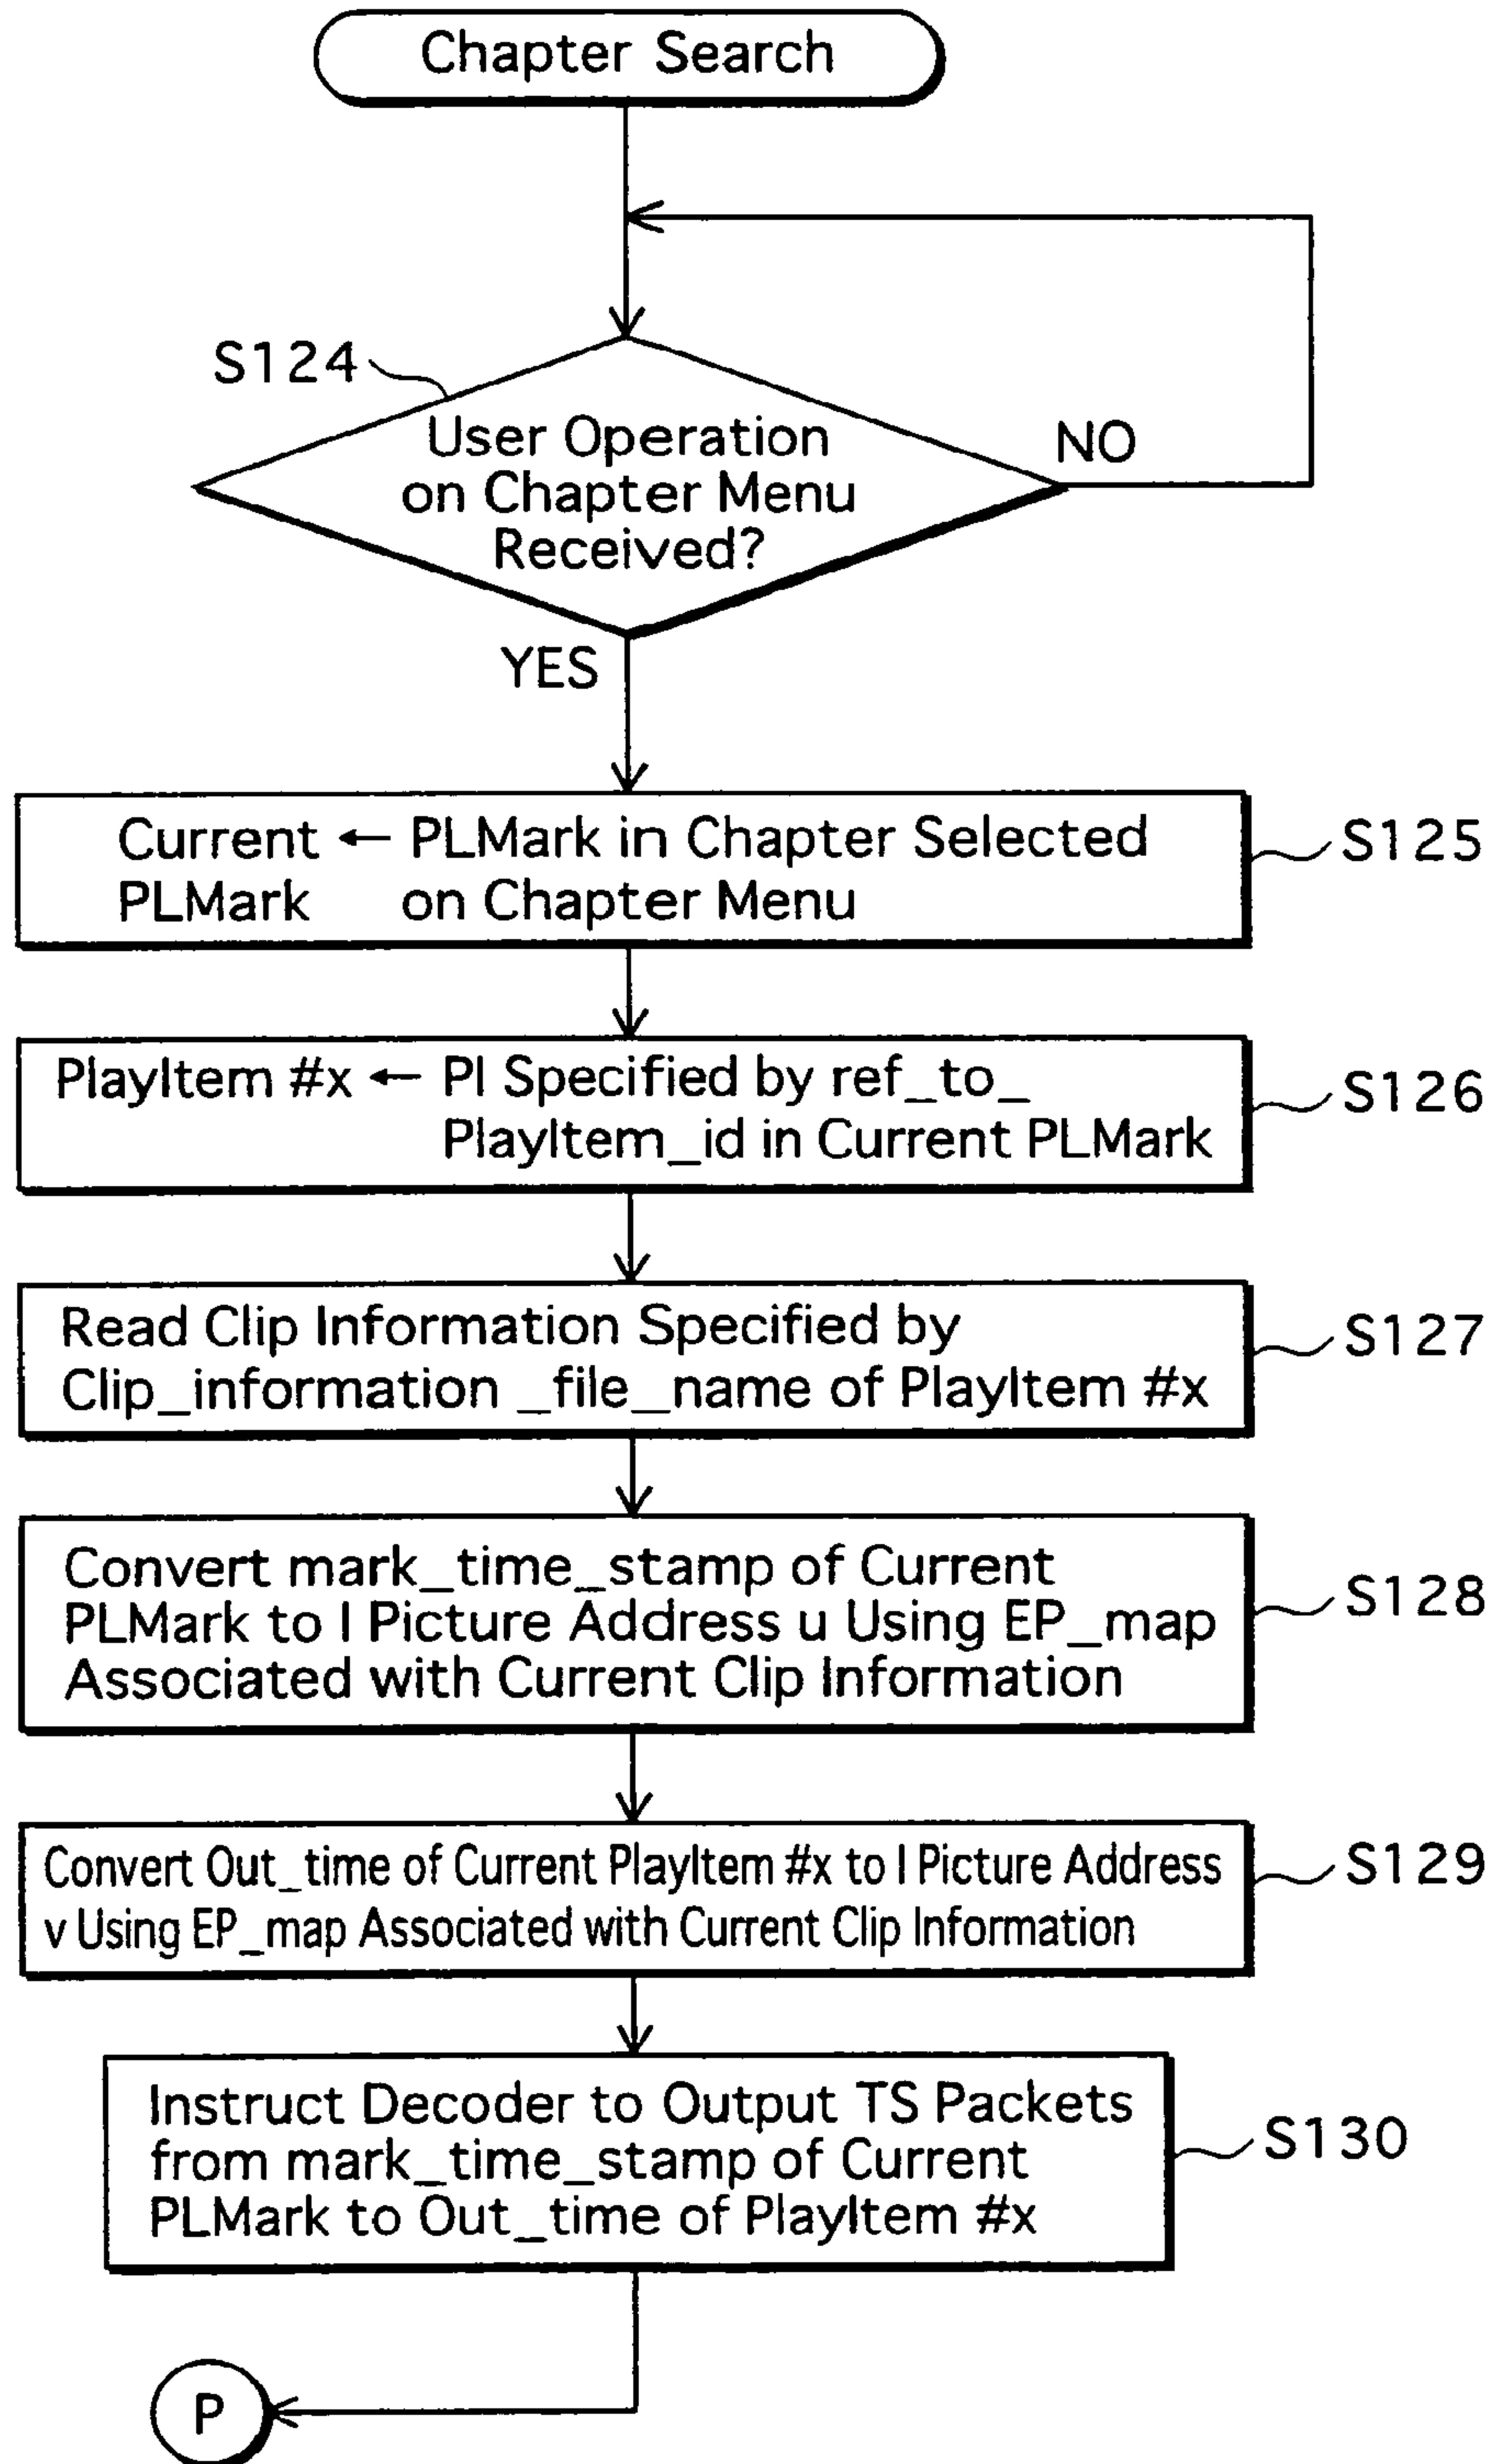 Chapter Search
S124
User Operation
on Chapter Menu
Received?
NO
YES
Current ← PLMark in Chapter Selected
PLMark on Chapter Menu
S125
PlayItem #x ← PI Specified by ref_to_
PlayItem_id in Current PLMark
S126
Read Clip Information Specified by
Clip_information _file_name of PlayItem #x
S127
Convert mark_time_stamp of Current
PLMark to I Picture Address u Using EP_map
Associated with Current Clip Information
S128
Convert Out_time of Current PlayItem #x to I Picture Address
v Using EP_map Associated with Current Clip Information
S129
Instruct Decoder to Output TS Packets
from mark_time_stamp of Current
PLMark to Out_time of PlayItem #x
S130
P